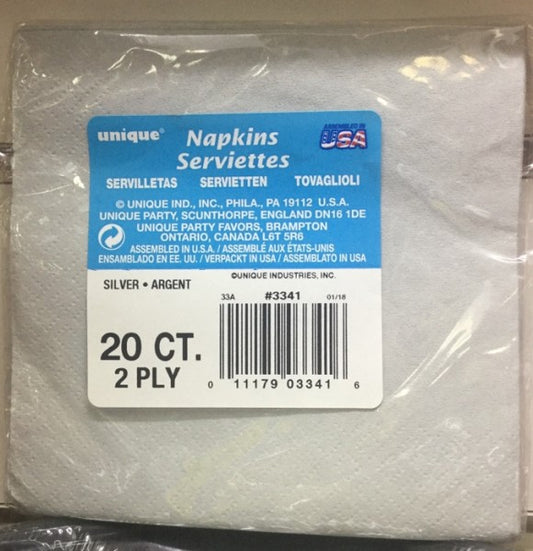 unique®
Napkins
Serviettes
ASSEMBLED IN
USA
SERVILLETAS SERVIETTEN TOVAGLIOLI
© UNIQUE IND., INC., PHILA., PA 19112 U.S.A.
UNIQUE PARTY, SCUNTHORPE, ENGLAND DN16 1DE
UNIQUE PARTY FAVORS, BRAMPTON
ONTARIO, CANADA L6T 5R6
ASSEMBLED IN U.S.A. / ASSEMBLÉ AUX ÉTATS-UNIS
ENSAMBLADO EN EE. UU. / VERPACKT IN USA / ASSEMBLATO IN USA
©UNIQUE INDUSTRIES, INC.
SILVER • ARGENT
33A #3341 01/18
20 CT.
2 PLY
0 11179 03341 6